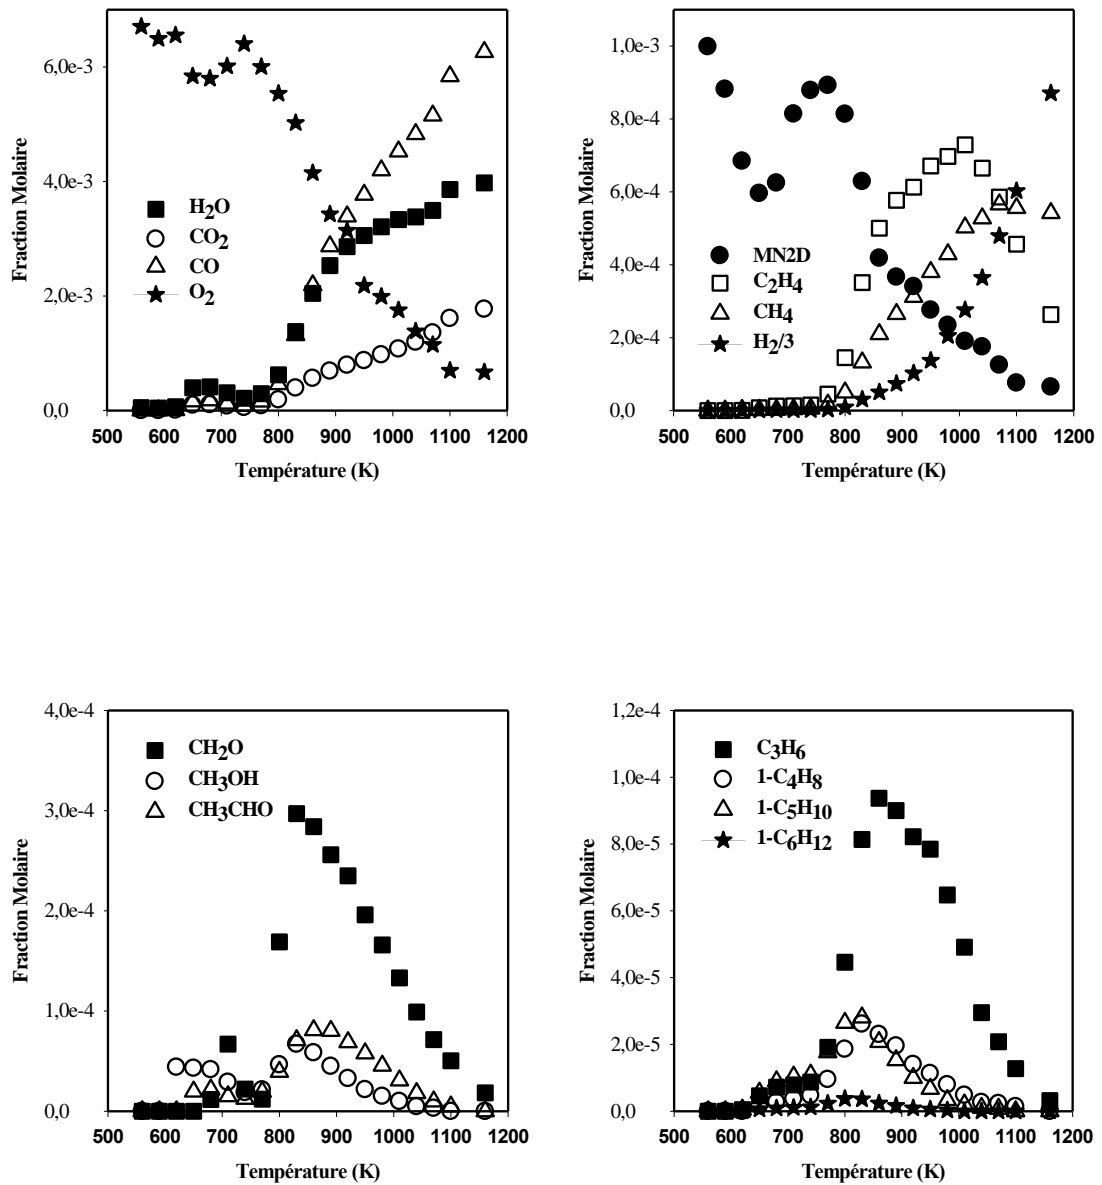 6,0e-3
4,0e-3
2,0e-3
0,0
Fraction Molaire
H2O
CO2
CO
O2
500 600 700 800 900 1000 1100 1200
Température (K)
1,0e-3
8,0e-4
6,0e-4
4,0e-4
2,0e-4
0,0
Fraction Molaire
MN2D
C2H4
CH4
H2/3
500 600 700 800 900 1000 1100 1200
Température (K)
4,0e-4
3,0e-4
2,0e-4
1,0e-4
0,0
Fraction Molaire
CH2O
CH3OH
CH3CHO
500 600 700 800 900 1000 1100 1200
Température (K)
1,2e-4
1,0e-4
8,0e-5
6,0e-5
4,0e-5
2,0e-5
0,0
Fraction Molaire
C3H6
1-C4H8
1-C5H10
1-C6H12
500 600 700 800 900 1000 1100 1200
Température (K)